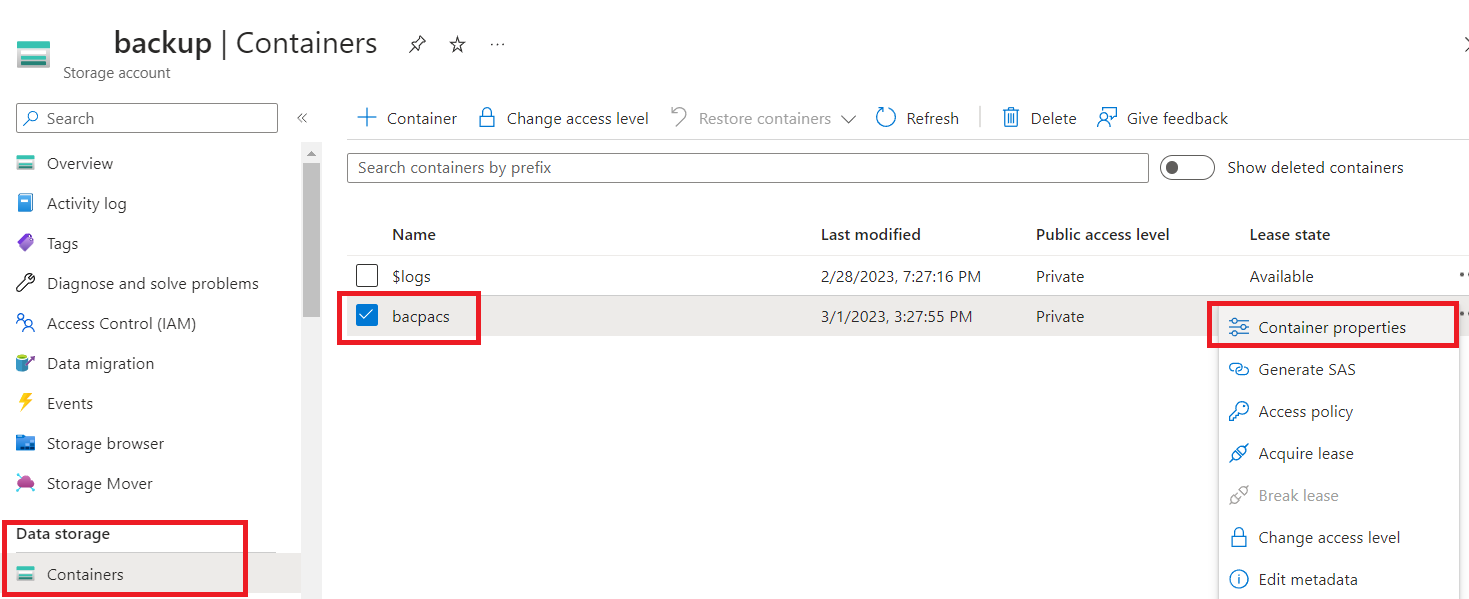 backup | Containers
Storage account
Search
Overview
Activity log
Tags
Diagnose and solve problems
Access Control (IAM)
Data migration
Events
Storage browser
Storage Mover
Data storage
Containers
Container Change access level Restore containers Refresh Delete Give feedback
Search containers by prefix Show deleted containers
Name Last modified Public access level Lease state
$logs 2/28/2023, 7:27:16 PM Private Available
bacpacs 3/1/2023, 3:27:55 PM Private
Container properties
Generate SAS
Access policy
Acquire lease
Break lease
Change access level
Edit metadata